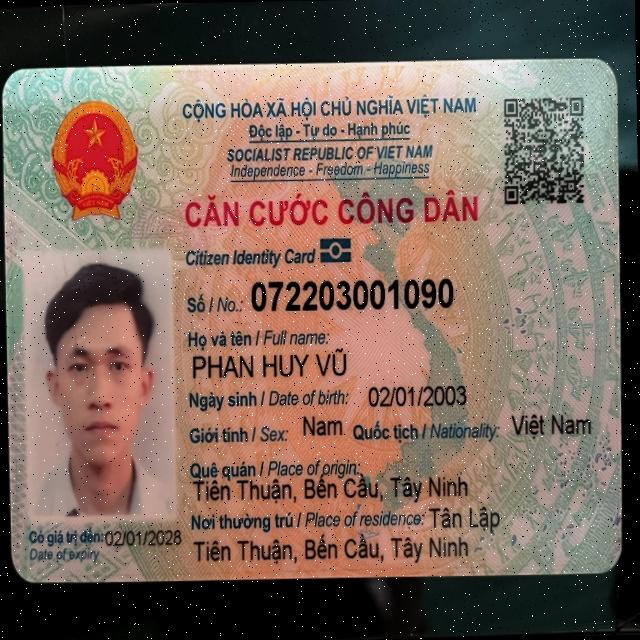 CỘNG HÒA XÃ HỘI CHỦ NGHĨA VIỆT NAM
Độc lập - Tự do - Hạnh phúc
SOCIALIST REPUBLIC OF VIET NAM
Independence - Freedom - Happiness
CĂN CƯỚC CÔNG DÂN
Citizen Identity Card
Số / No.: 072203001090
Họ và tên / Full name:
PHAN HUY VŨ
Ngày sinh / Date of birth: 02/01/2003
Giới tính / Sex: Nam Quốc tịch / Nationality: Việt Nam
Quê quán / Place of origin:
Tiên Thuận, Bến Cầu, Tây Ninh
Nơi thường trú / Place of residence: Tân Lập
Tiên Thuận, Bến Cầu, Tây Ninh
Có giá trị đến: 02/01/2028
Date of expiry